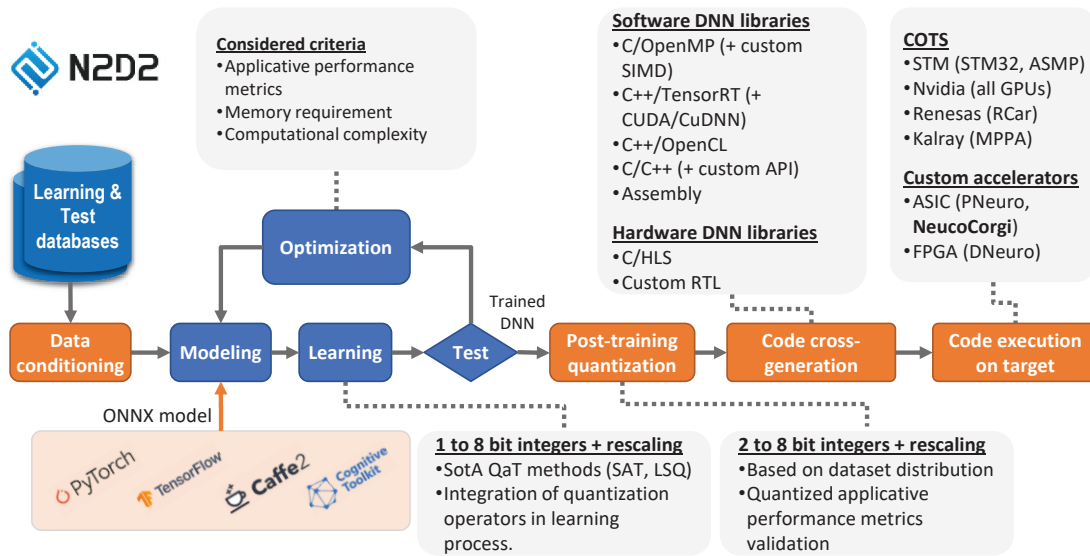 N2D2
Considered criteria
•Applicative performance
metrics
•Memory requirement
•Computational complexity
Software DNN libraries
•C/OpenMP (+ custom
SIMD)
•C++/TensorRT (+
CUDA/CuDNN)
•C++/OpenCL
•C/C++ (+ custom API)
•Assembly
Hardware DNN libraries
•C/HLS
•Custom RTL
COTS
•STM (STM32, ASMP)
•Nvidia (all GPUs)
•Renesas (RCar)
•Kalray (MPPA)
Custom accelerators
•ASIC (PNeuro,
NeucoCorgi)
•FPGA (DNeuro)
Learning &
Test
databases
Optimization
Trained
DNN
Data
conditioning
Modeling
Learning
Test
Post-training
quantization
Code cross-
generation
Code execution
on target
ONNX model
PyTorch
TensorFlow
Caffe2
Cognitive
Toolkit
1 to 8 bit integers + rescaling
•SotA QaT methods (SAT, LSQ)
•Integration of quantization
operators in learning
process.
2 to 8 bit integers + rescaling
•Based on dataset distribution
•Quantized applicative
performance metrics
validation